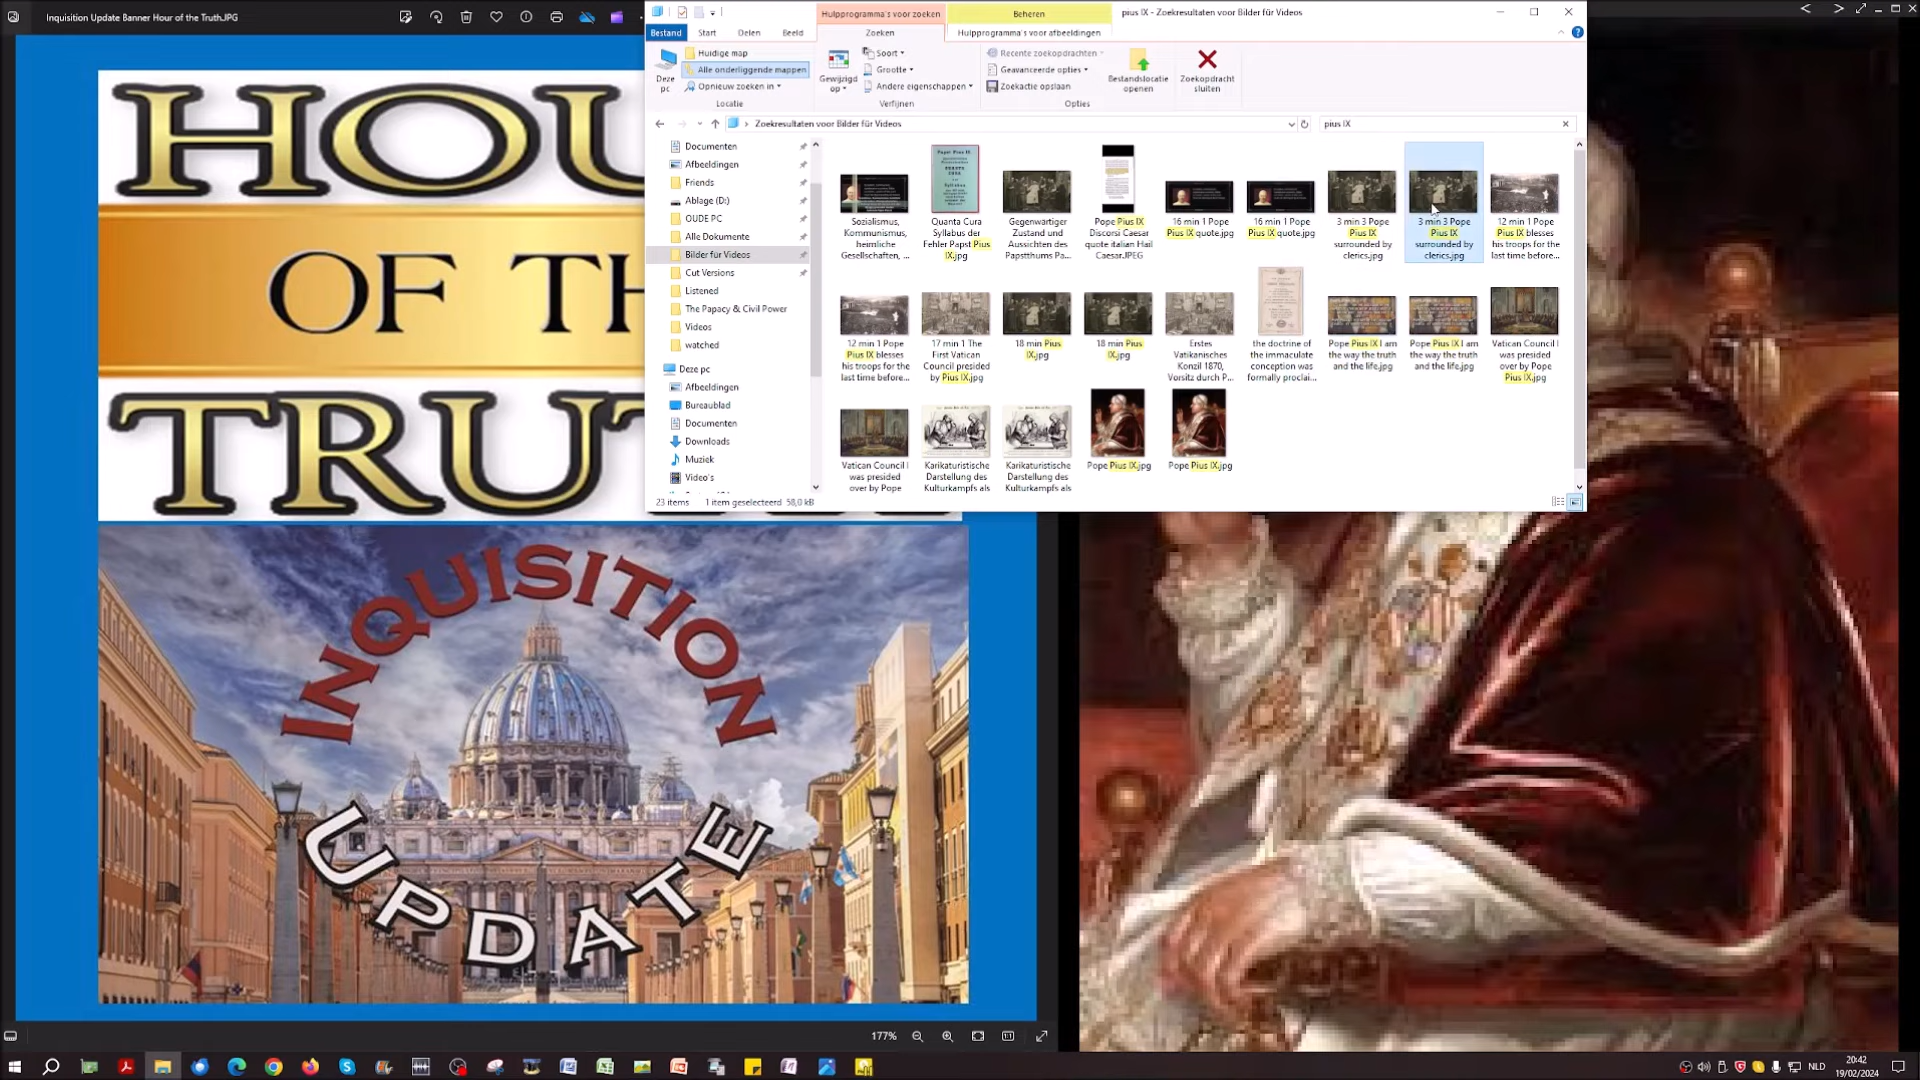 Inquisition Update Banner Hour of the Truth.JPG
Hulpprogramma's voor zoeken
Beheren
pius IX - Zoekresultaten voor Bilder für Videos
Bestand
Start
Delen
Beeld
Zoeken
Hulpprogramma's voor afbeeldingen
Deze pc
Huidige map
Alle onderliggende mappen
Opnieuw zoeken in
Locatie
Gewijzigd op
Soort
Grootte
Andere eigenschappen
Verfijnen
Recente zoekopdrachten
Geavanceerde opties
Zoekactie opslaan
Opties
Bestandslocatie openen
Zoekopdracht sluiten
Zoekresultaten voor Bilder für Videos
pius IX
Documenten
Afbeeldingen
Friends
Ablage (D:)
OUDE PC
Alle Dokumente
Bilder für Videos
Cut Versions
Listened
The Papacy & Civil Power
Videos
watched
Deze pc
Afbeeldingen
Bureaublad
Documenten
Downloads
Muziek
Video's
Sozialismus, Kommunismus, heimliche Gesellschaften, ...
Quanta Cura Syllabus der Fehler Papst Pius IX.jpg
Gegenwartiger Zustand und Aussichten des Papstthums Pa...
Pope Pius IX Discorsi Caesar quote italian Hail Caesar.JPEG
16 min 1 Pope Pius IX quote.jpg
16 min 1 Pope Pius IX quote.jpg
3 min 3 Pope Pius IX surrounded by clerics.jpg
3 min 3 Pope Pius IX surrounded by clerics.jpg
12 min 1 Pope Pius IX blesses his troops for the last time before...
12 min 1 Pope Pius IX blesses his troops for the last time before...
17 min 1 The First Vatican Council presided by Pius IX.jpg
18 min Pius IX.jpg
18 min Pius IX.jpg
Erstes Vatikanisches Konzil 1870, Vorsitz durch P...
the doctrine of the immaculate conception was formally proclai...
Pope Pius IX I am the way the truth and the life.jpg
Pope Pius IX I am the way the truth and the life.jpg
Vatican Council I was presided over by Pope Pius IX.jpg
Vatican Council I was presided over by Pope
Karikaturistische Darstellung des Kulturkampfs als
Karikaturistische Darstellung des Kulturkampfs als
Pope Pius IX.jpg
Pope Pius IX.jpg
23 items
1 item geselecteerd 58,0 kB
HOU
OF TH
TRU
INQUISITION
UPDATE
177%
NLD
20:42
19/02/2024